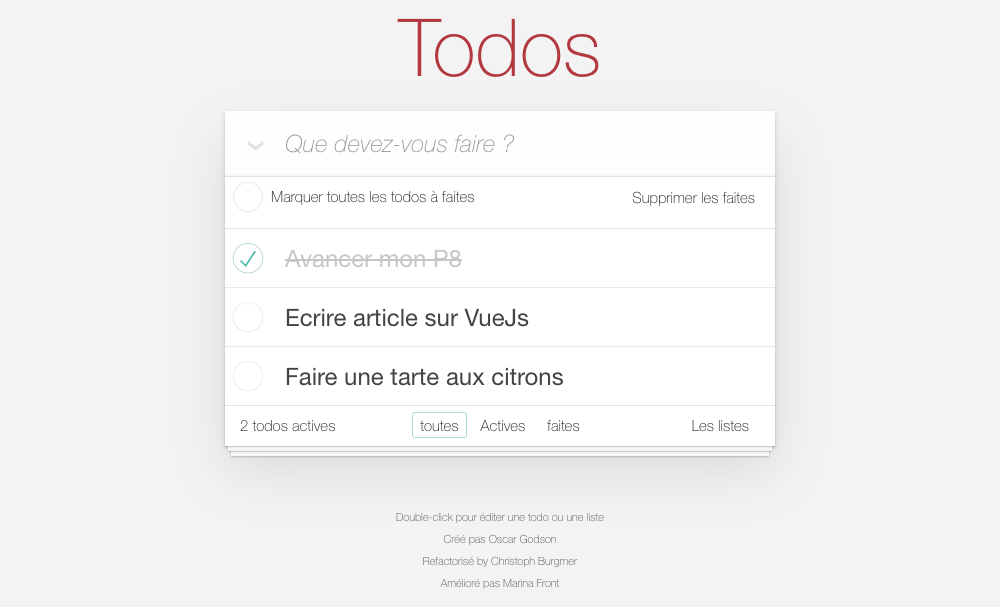 Todos
Que devez-vous faire ?
Marquer toutes les todos à faites
Supprimer les faites
Avancer mon P8
Ecrire article sur VueJs
Faire une tarte aux citrons
2 todos actives
toutes
Actives
faites
Les listes
Double-click pour éditer une todo ou une liste
Créé pas Oscar Godson
Refactorisé by Christoph Burgmer
Amélioré pas Marina Front